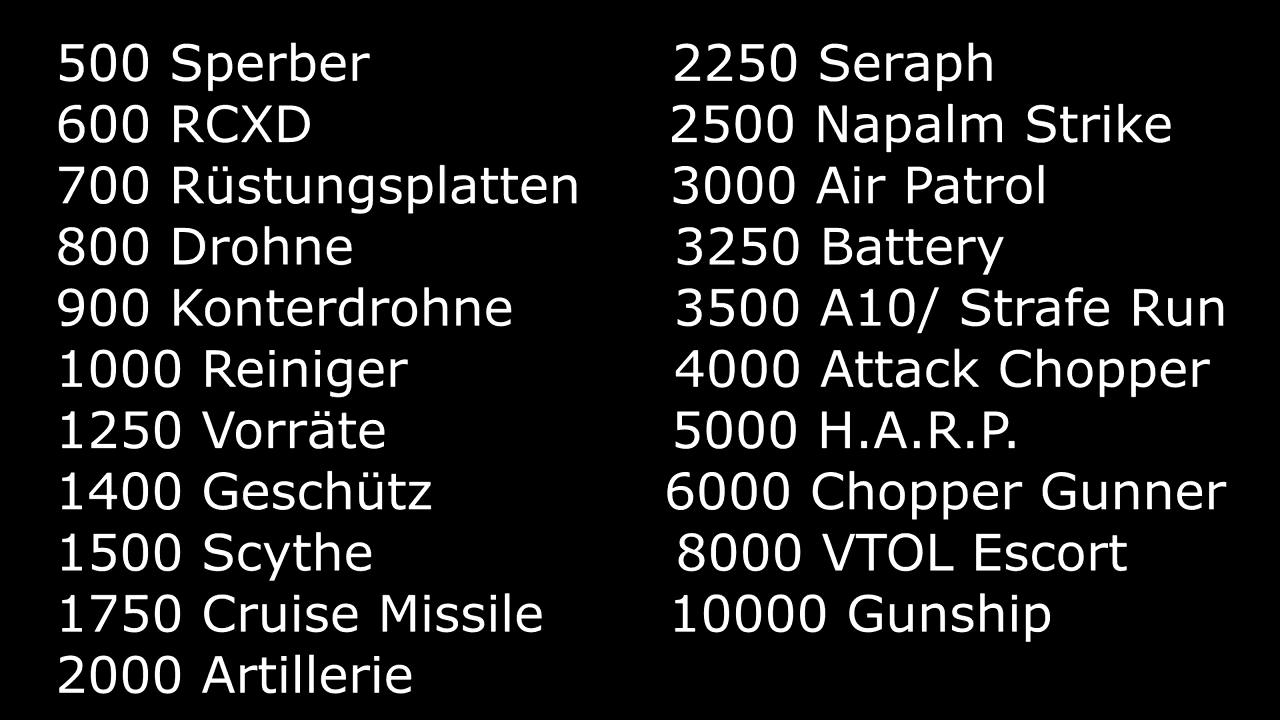 500 Sperber
600 RCXD
700 Rüstungsplatten
800 Drohne
900 Konterdrohne
1000 Reiniger
1250 Vorräte
1400 Geschütz
1500 Scythe
1750 Cruise Missile
2000 Artillerie
2250 Seraph
2500 Napalm Strike
3000 Air Patrol
3250 Battery
3500 A10/ Strafe Run
4000 Attack Chopper
5000 H.A.R.P.
6000 Chopper Gunner
8000 VTOL Escort
10000 Gunship